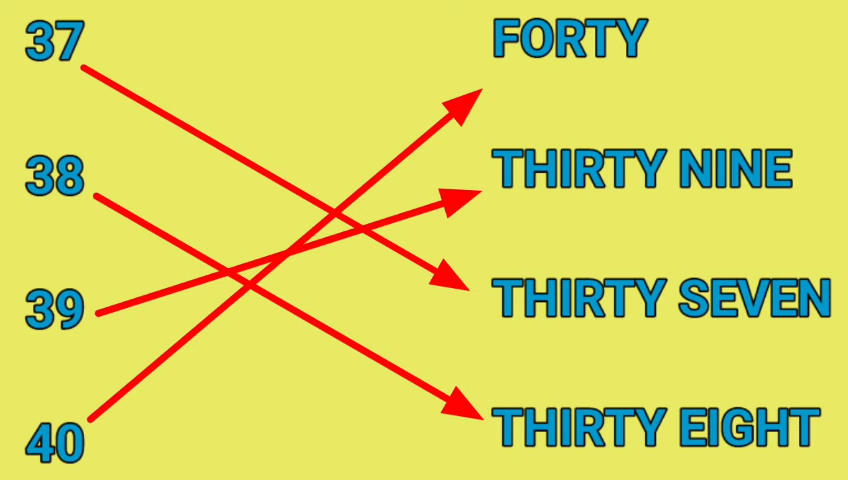 37
FORTY
38
THIRTY NINE
39
THIRTY SEVEN
40
THIRTY EIGHT